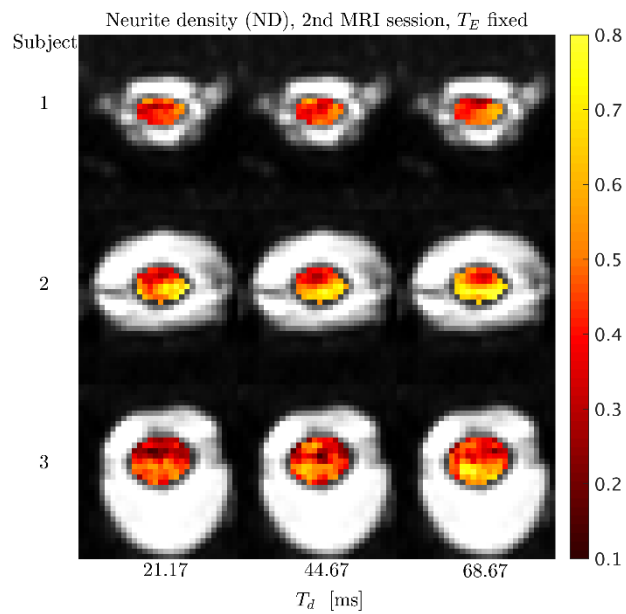 Neurite density (ND), 2nd MRI session, T_E fixed
Subject
1
2
3
0.8
0.7
0.6
0.5
0.4
0.3
0.2
0.1
21.17 44.67 68.67
T_d [ms]